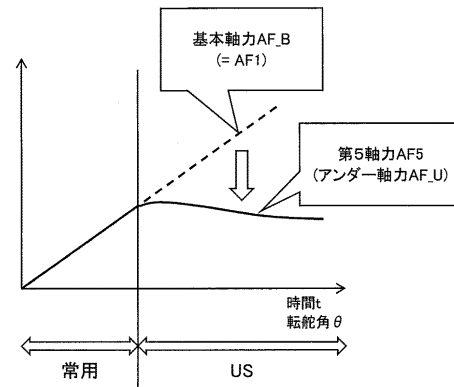 基本軸力AF_B
(= AF1)
第5軸力AF5
(アンダー軸力AF_U)
時間t
転舵角θ
常用
US